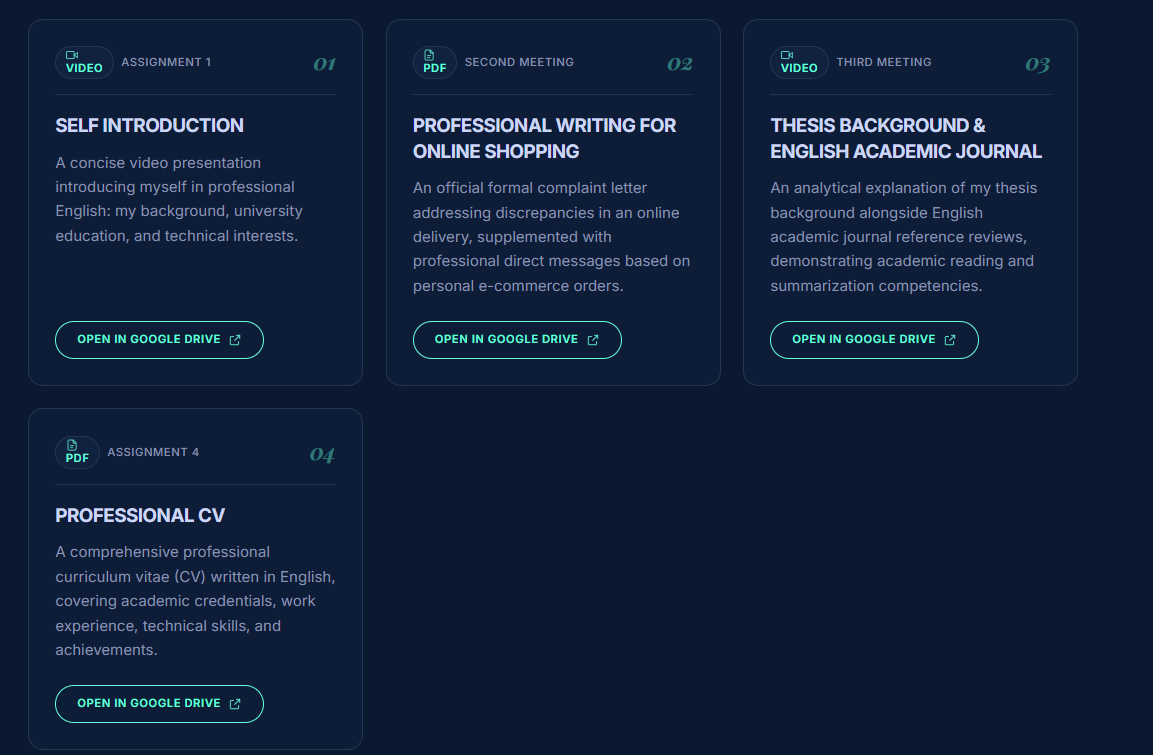 VIDEO
ASSIGNMENT 1
01
SELF INTRODUCTION
A concise video presentation
introducing myself in professional
English: my background, university
education, and technical interests.
OPEN IN GOOGLE DRIVE
PDF
SECOND MEETING
02
PROFESSIONAL WRITING FOR
ONLINE SHOPPING
An official formal complaint letter
addressing discrepancies in an online
delivery, supplemented with
professional direct messages based on
personal e-commerce orders.
OPEN IN GOOGLE DRIVE
VIDEO
THIRD MEETING
03
THESIS BACKGROUND &
ENGLISH ACADEMIC JOURNAL
An analytical explanation of my thesis
background alongside English
academic journal reference reviews,
demonstrating academic reading and
summarization competencies.
OPEN IN GOOGLE DRIVE
PDF
ASSIGNMENT 4
04
PROFESSIONAL CV
A comprehensive professional
curriculum vitae (CV) written in English,
covering academic credentials, work
experience, technical skills, and
achievements.
OPEN IN GOOGLE DRIVE